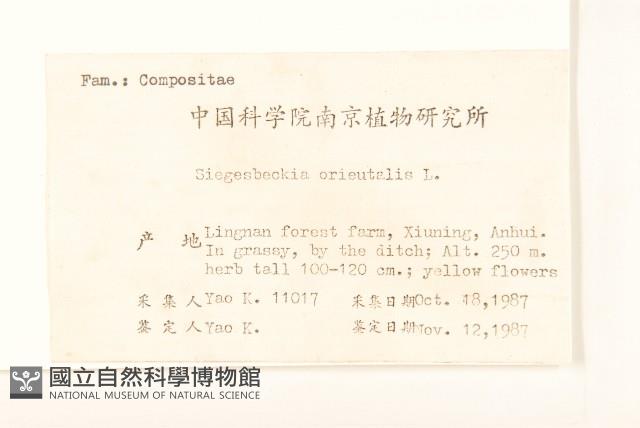 Fam.: Compositae
中国科学院南京植物研究所
Siegesbeckia orieutalis L.
产 地 Lingnan forest farm, Xiuning, Anhui.
In grassy, by the ditch; Alt. 250 m.
herb tall 100-120 cm.; yellow flowers
采集人 Yao K. 11017 采集日期 Oct. 18,1987
鉴定人 Yao K. 鉴定日期 Nov. 12,1987
國立自然科學博物館
NATIONAL MUSEUM OF NATURAL SCIENCE